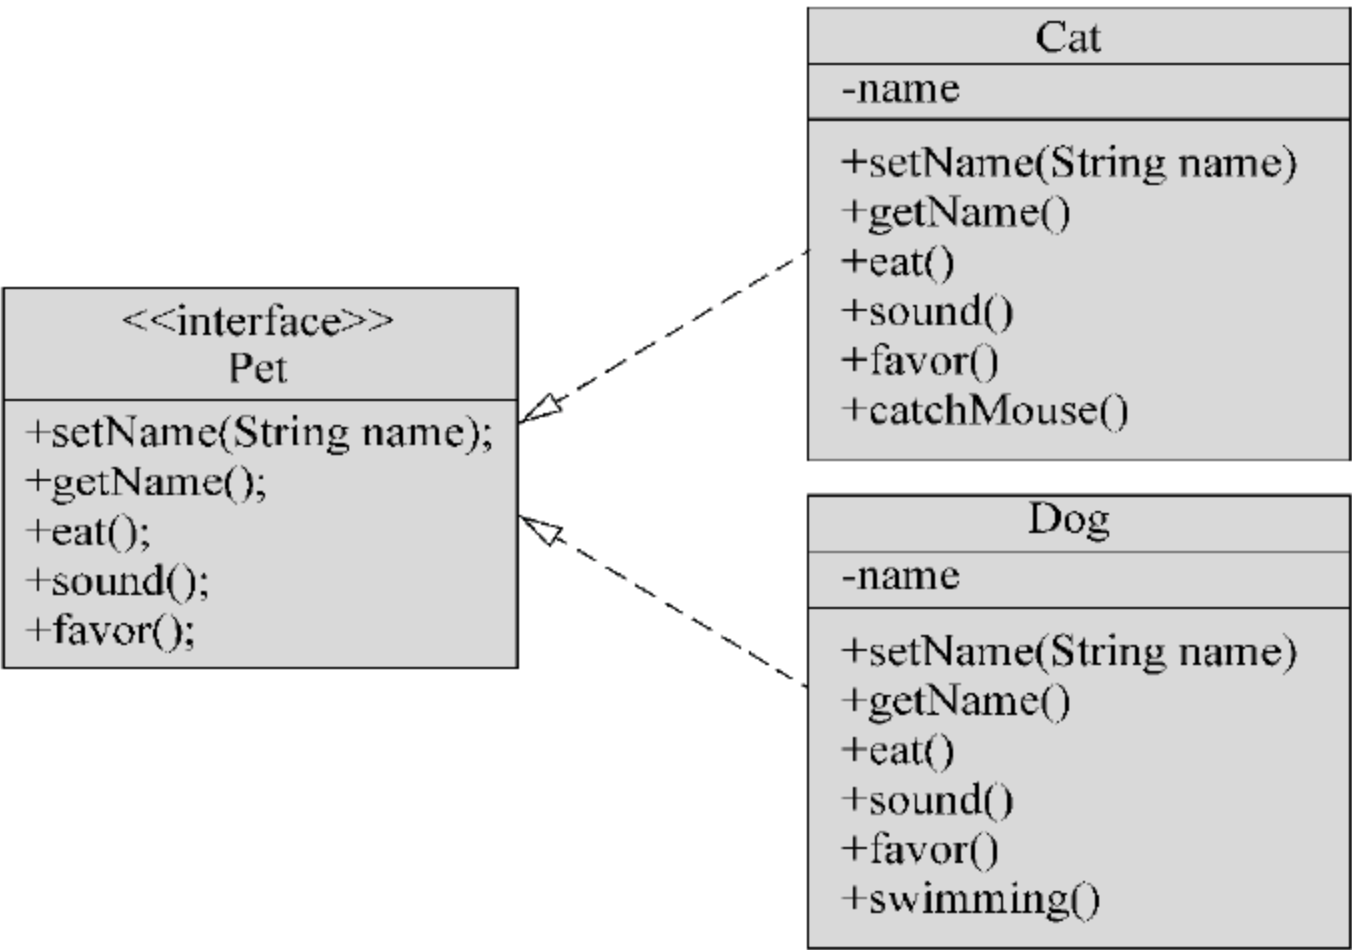 <<interface>>
Pet
+setName(String name);
+getName();
+eat();
+sound();
+favor();
Cat
-name
+setName(String name)
+getName()
+eat()
+sound()
+favor()
+catchMouse()
Dog
-name
+setName(String name)
+getName()
+eat()
+sound()
+favor()
+swimming()